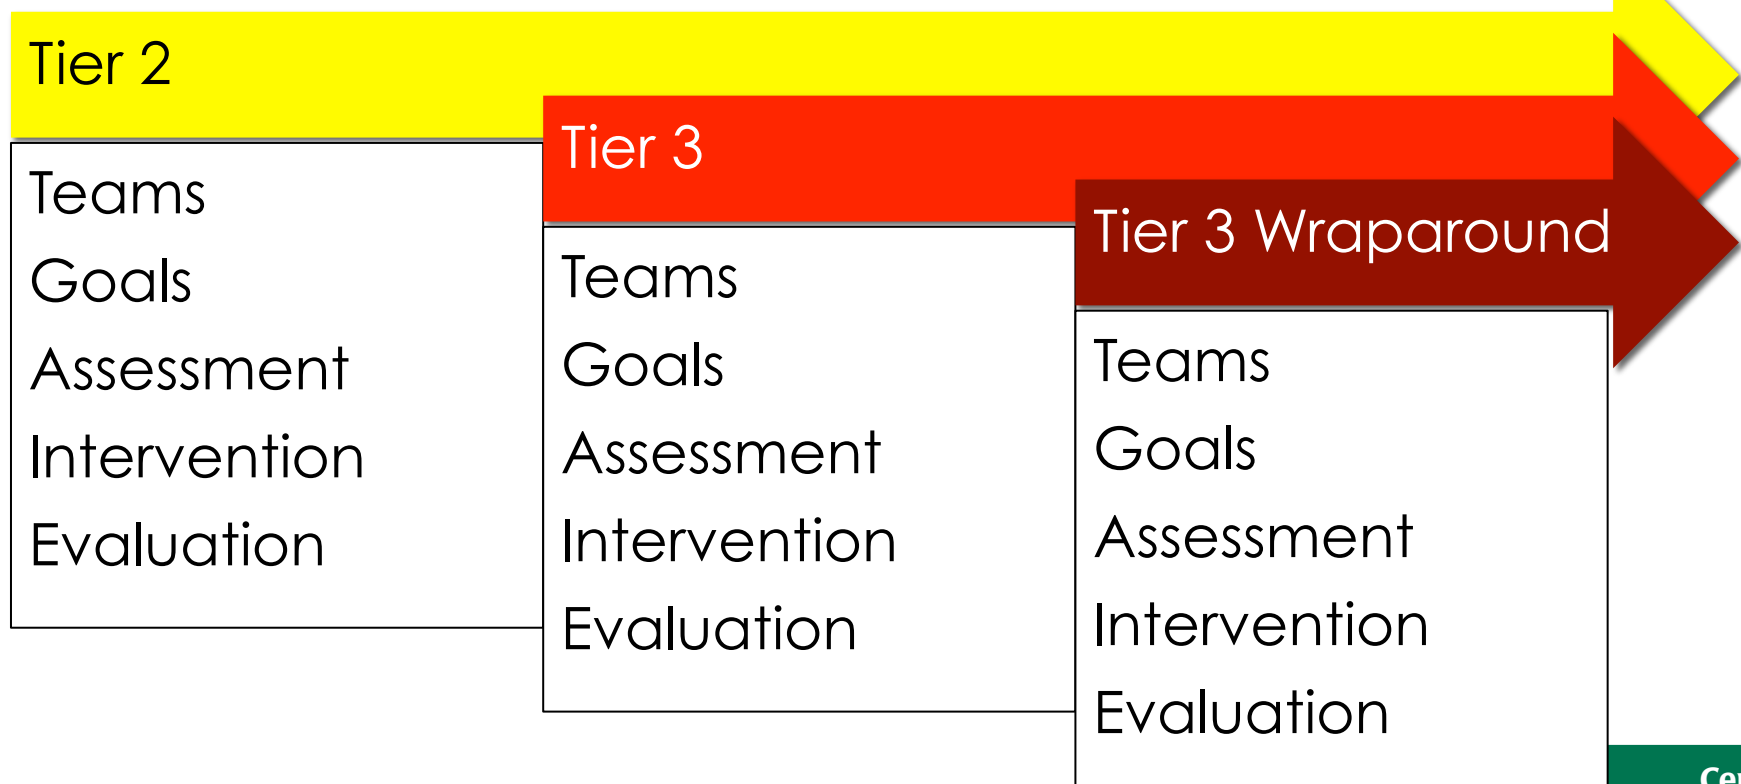 Tier 2
Teams
Goals
Assessment
Intervention
Evaluation
Tier 3
Teams
Goals
Assessment
Intervention
Evaluation
Tier 3 Wraparound
Teams
Goals
Assessment
Intervention
Evaluation